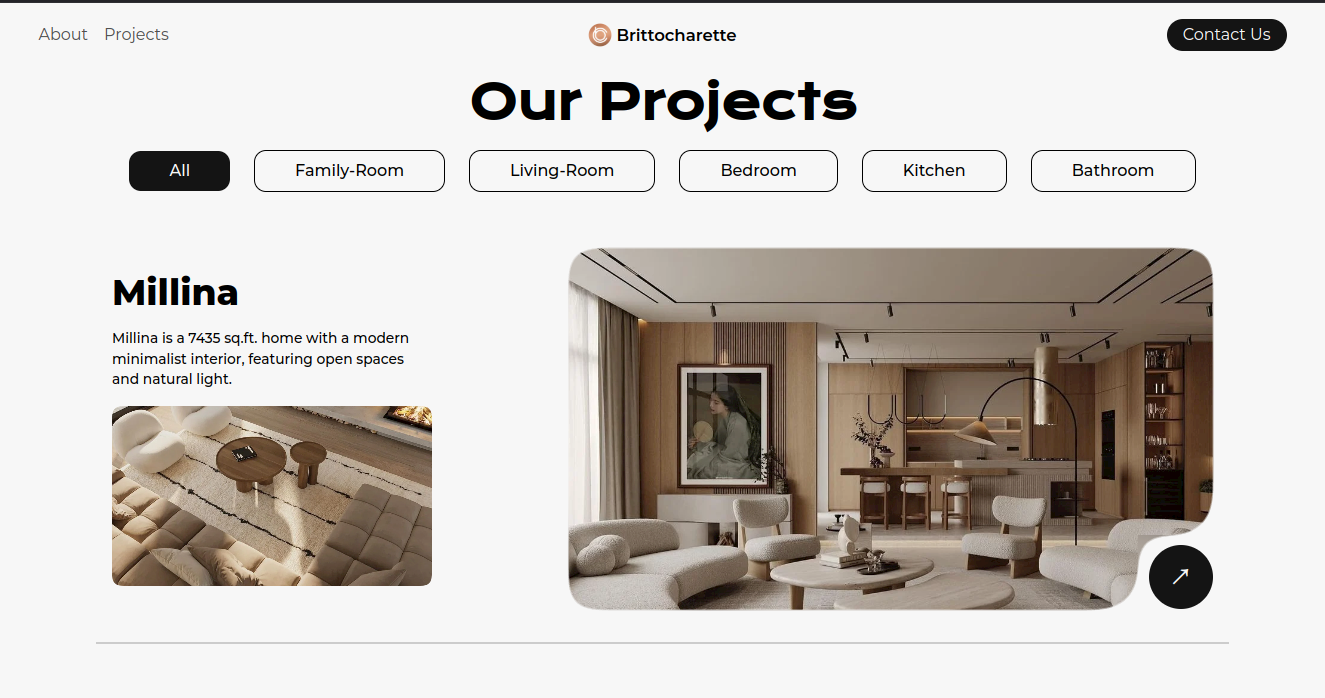 About Projects Brittocharette Contact Us
Our Projects
All Family-Room Living-Room Bedroom Kitchen Bathroom
Millina
Millina is a 7435 sq.ft. home with a modern
minimalist interior, featuring open spaces
and natural light.